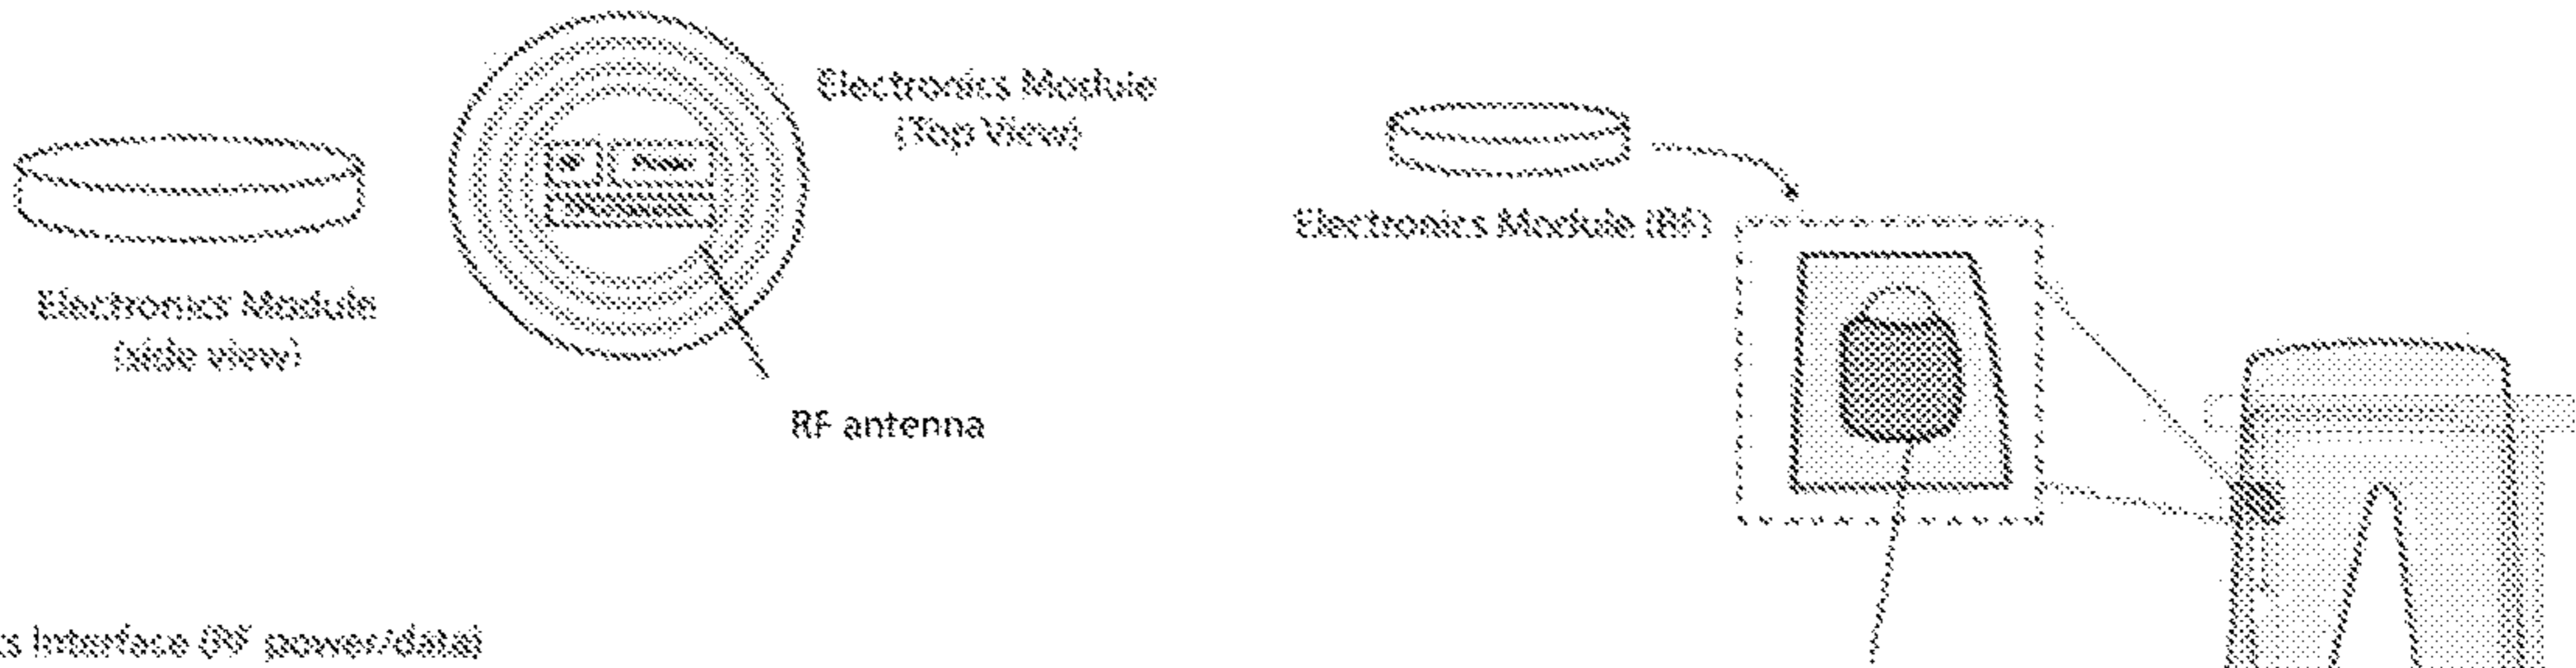 Electronics Module
(Top View)
Electronics Module (RF)
Electronics Module
(side view)
RF antenna
s Interface (RF power/data)